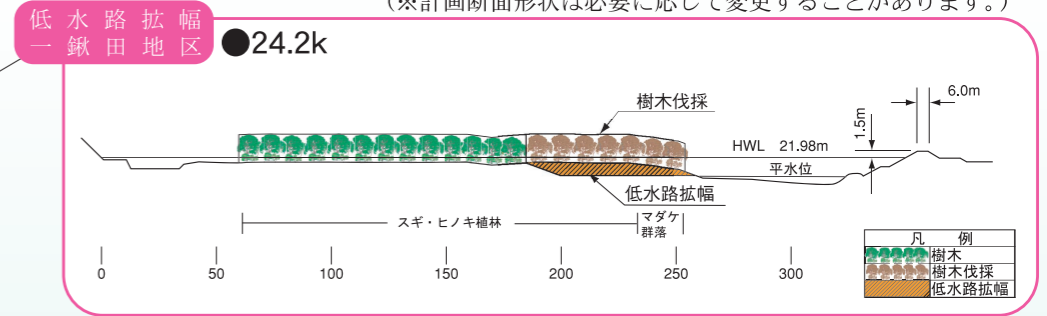 (※計画断面形状は必要に応じて変更することがあります。)
低水路拡幅
一鍬田地区
●24.2k
樹木伐採
6.0m
1.5m
HWL 21.98m
平水位
低水路拡幅
スギ・ヒノキ植林
マダケ
群落
0 50 100 150 200 250 300
凡例
樹木
樹木伐採
低水路拡幅